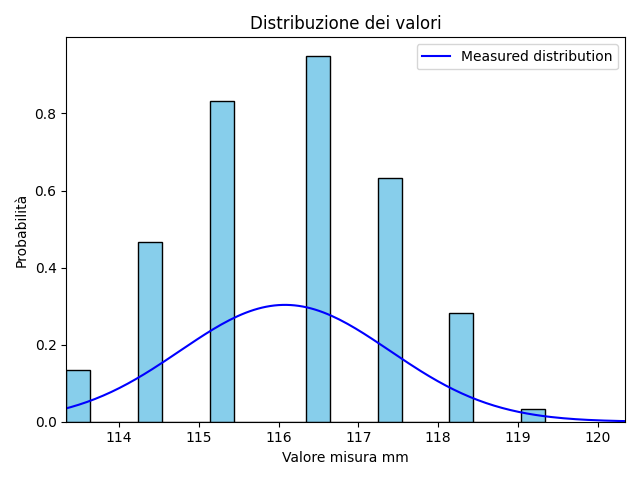 Distribuzione dei valori
Measured distribution
Probabilità
0.8
0.6
0.4
0.2
0.0
114 115 116 117 118 119 120
Valore misura mm